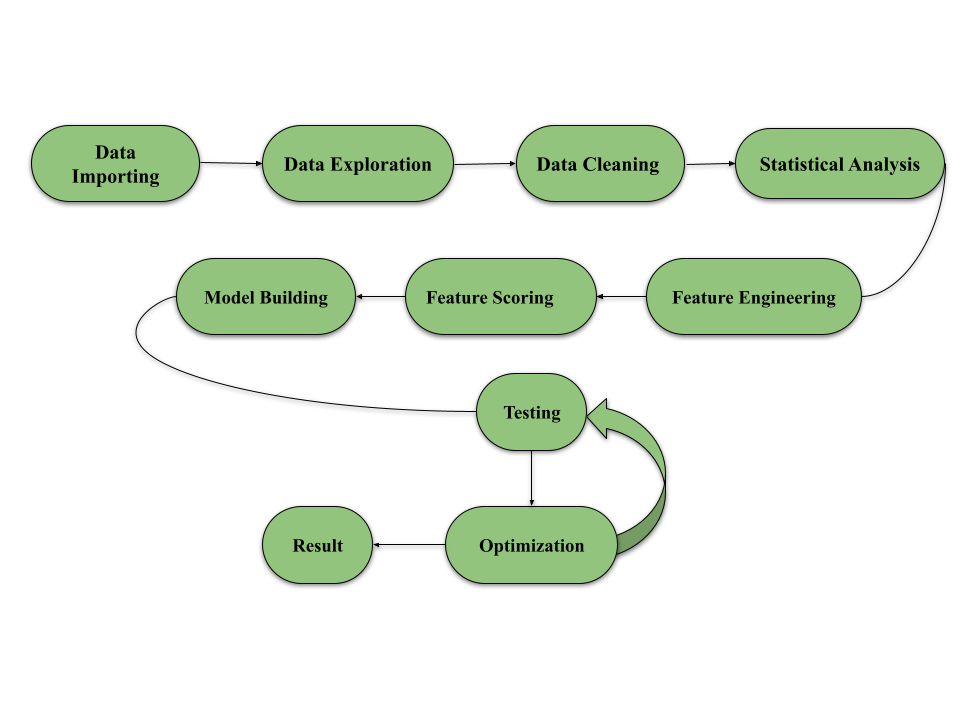 Data
Importing
Data Exploration
Data Cleaning
Statistical Analysis
Model Building
Feature Scoring
Feature Engineering
Testing
Result
Optimization